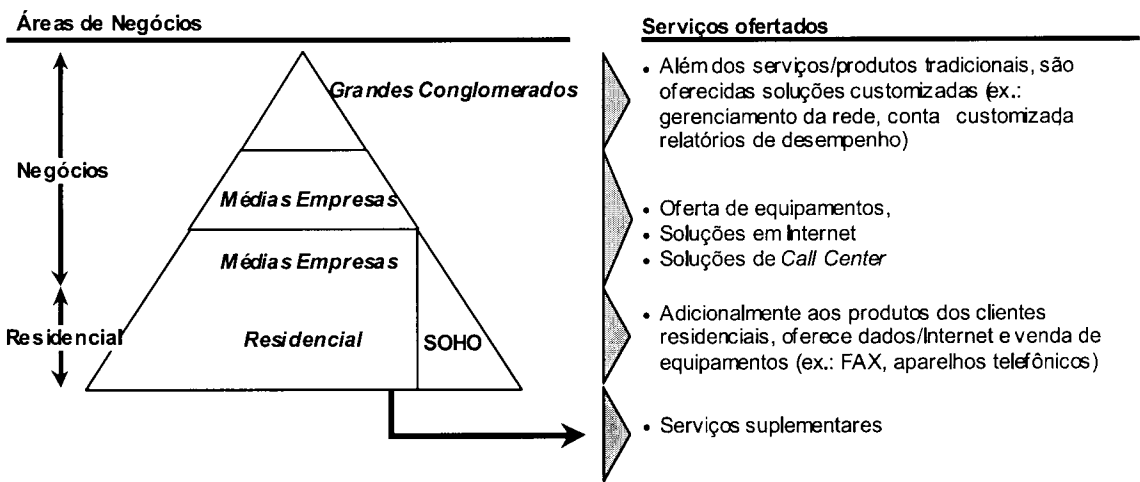 Áreas de Negócios
Grandes Conglomerados
Negócios
Médias Empresas
Médias Empresas
Residencial
Residencial
SOHO
Serviços ofertados
• Além dos serviços/produtos tradicionais, são
oferecidas soluções customizadas (ex.:
gerenciamento da rede, conta customizada
relatórios de desempenho)
• Oferta de equipamentos,
• Soluções em Internet
• Soluções de Call Center
• Adicionalmente aos produtos dos clientes
residenciais, oferece dados/Internet e venda de
equipamentos (ex.: FAX, aparelhos telefônicos)
• Serviços suplementares